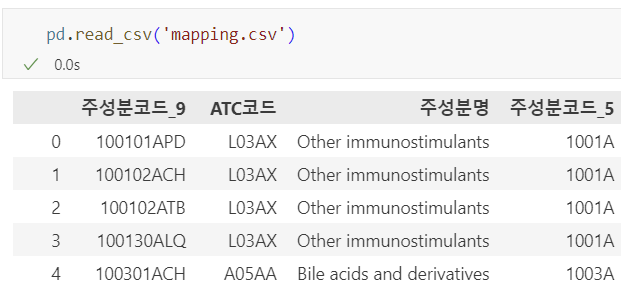 pd.read_csv('mapping.csv')
0.0s
주성분코드_9 ATC코드 주성분명 주성분코드_5
0 100101APD L03AX Other immunostimulants 1001A
1 100102ACH L03AX Other immunostimulants 1001A
2 100102ATB L03AX Other immunostimulants 1001A
3 100130ALQ L03AX Other immunostimulants 1001A
4 100301ACH A05AA Bile acids and derivatives 1003A